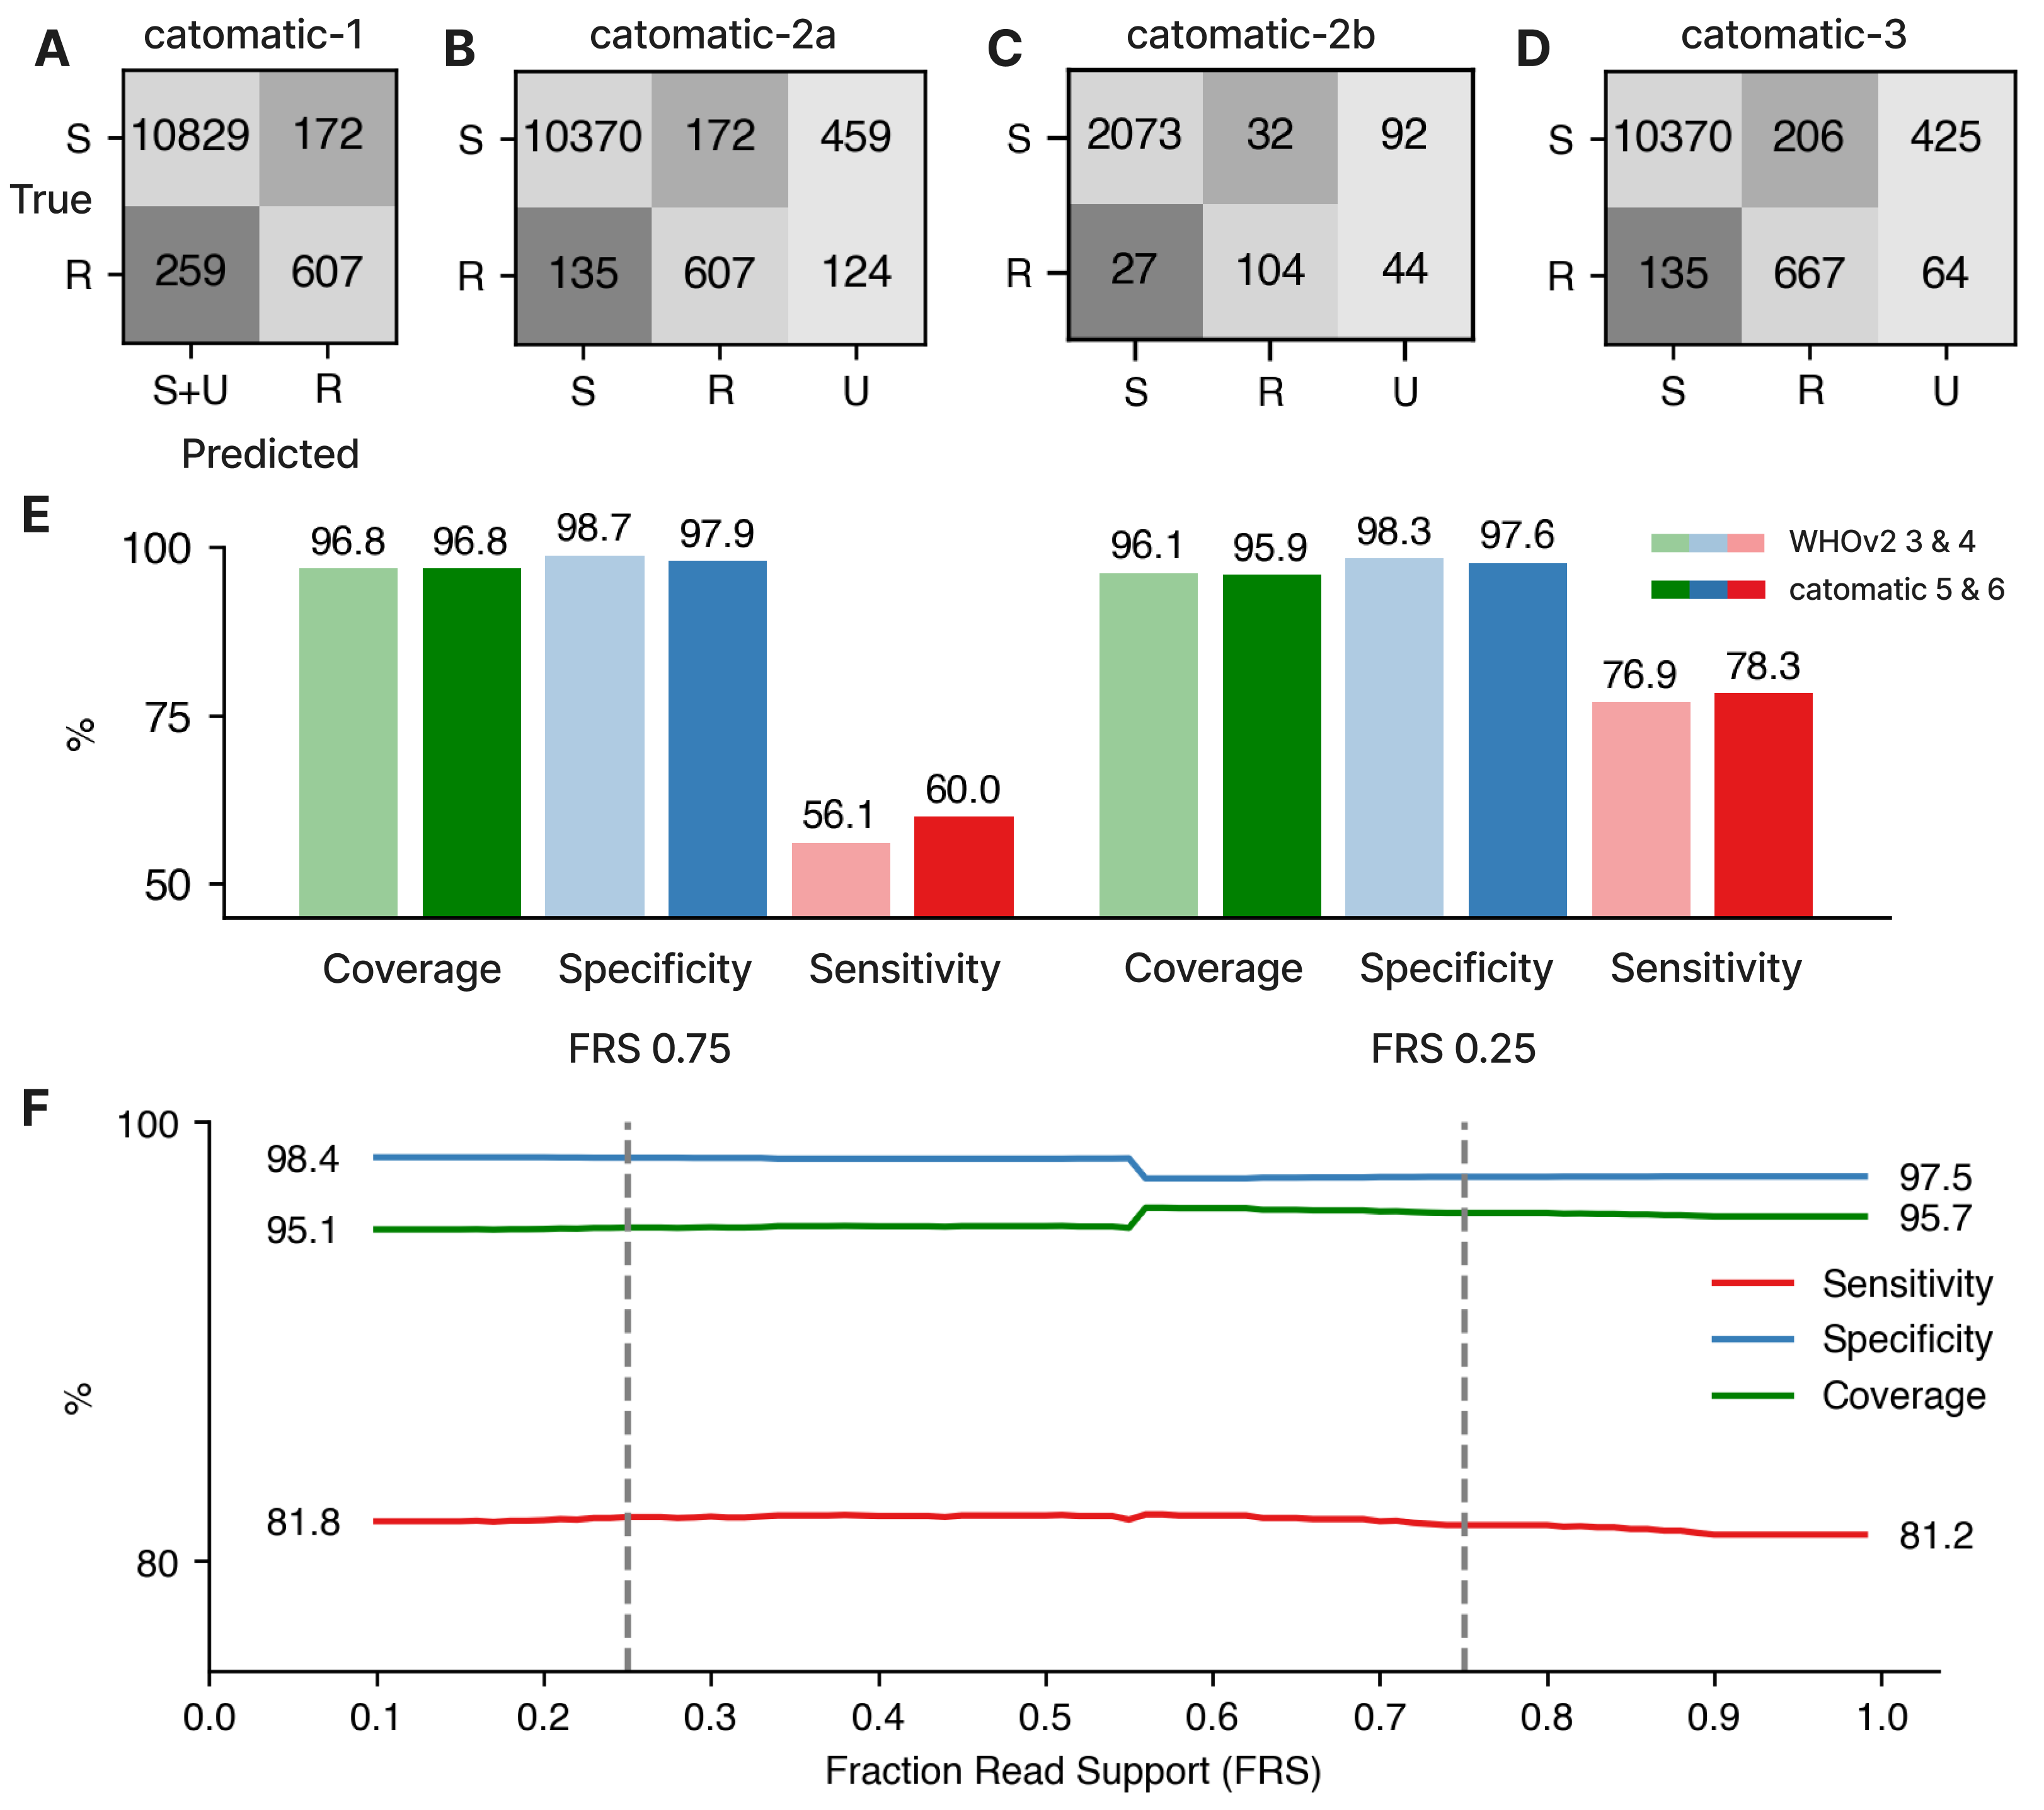 A catomatic-1
S 10829 172
True
R 259 607
S+U R
Predicted
B catomatic-2a
S 10370 172 459
R 135 607 124
S R U
C catomatic-2b
S 2073 32 92
R 27 104 44
S R U
D catomatic-3
S 10370 206 425
R 135 667 64
S R U
E
100
75
50
%
96.8 96.8 98.7 97.9 56.1 60.0
96.1 95.9 98.3 97.6 76.9 78.3
WHOv2 3 & 4
catomatic 5 & 6
Coverage Specificity Sensitivity Coverage Specificity Sensitivity
FRS 0.75 FRS 0.25
F
100
80
%
98.4 97.5
95.1 95.7
81.8 81.2
Sensitivity
Specificity
Coverage
0.0 0.1 0.2 0.3 0.4 0.5 0.6 0.7 0.8 0.9 1.0
Fraction Read Support (FRS)